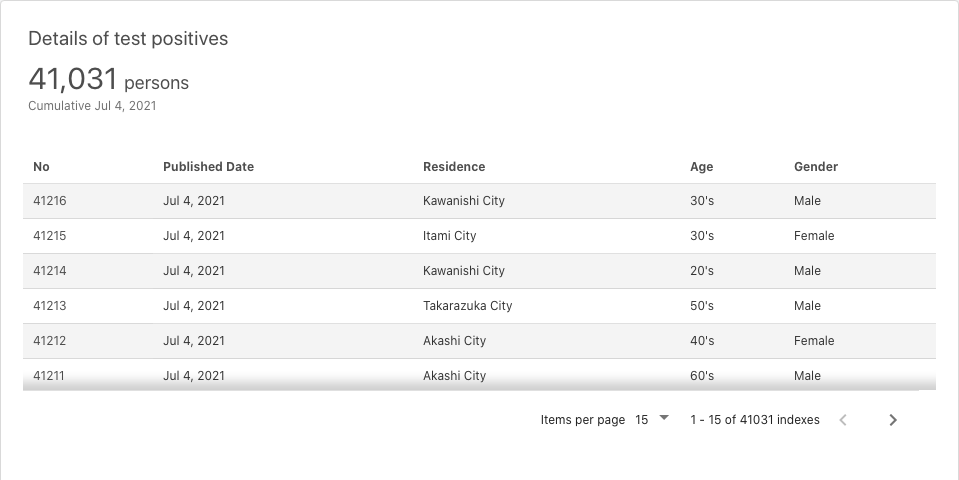 Details of test positives
41,031 persons
Cumulative Jul 4, 2021
No Published Date Residence Age Gender
41216 Jul 4, 2021 Kawanishi City 30's Male
41215 Jul 4, 2021 Itami City 30's Female
41214 Jul 4, 2021 Kawanishi City 20's Male
41213 Jul 4, 2021 Takarazuka City 50's Male
41212 Jul 4, 2021 Akashi City 40's Female
41211 Jul 4, 2021 Akashi City 60's Male
Items per page 15 1 - 15 of 41031 indexes